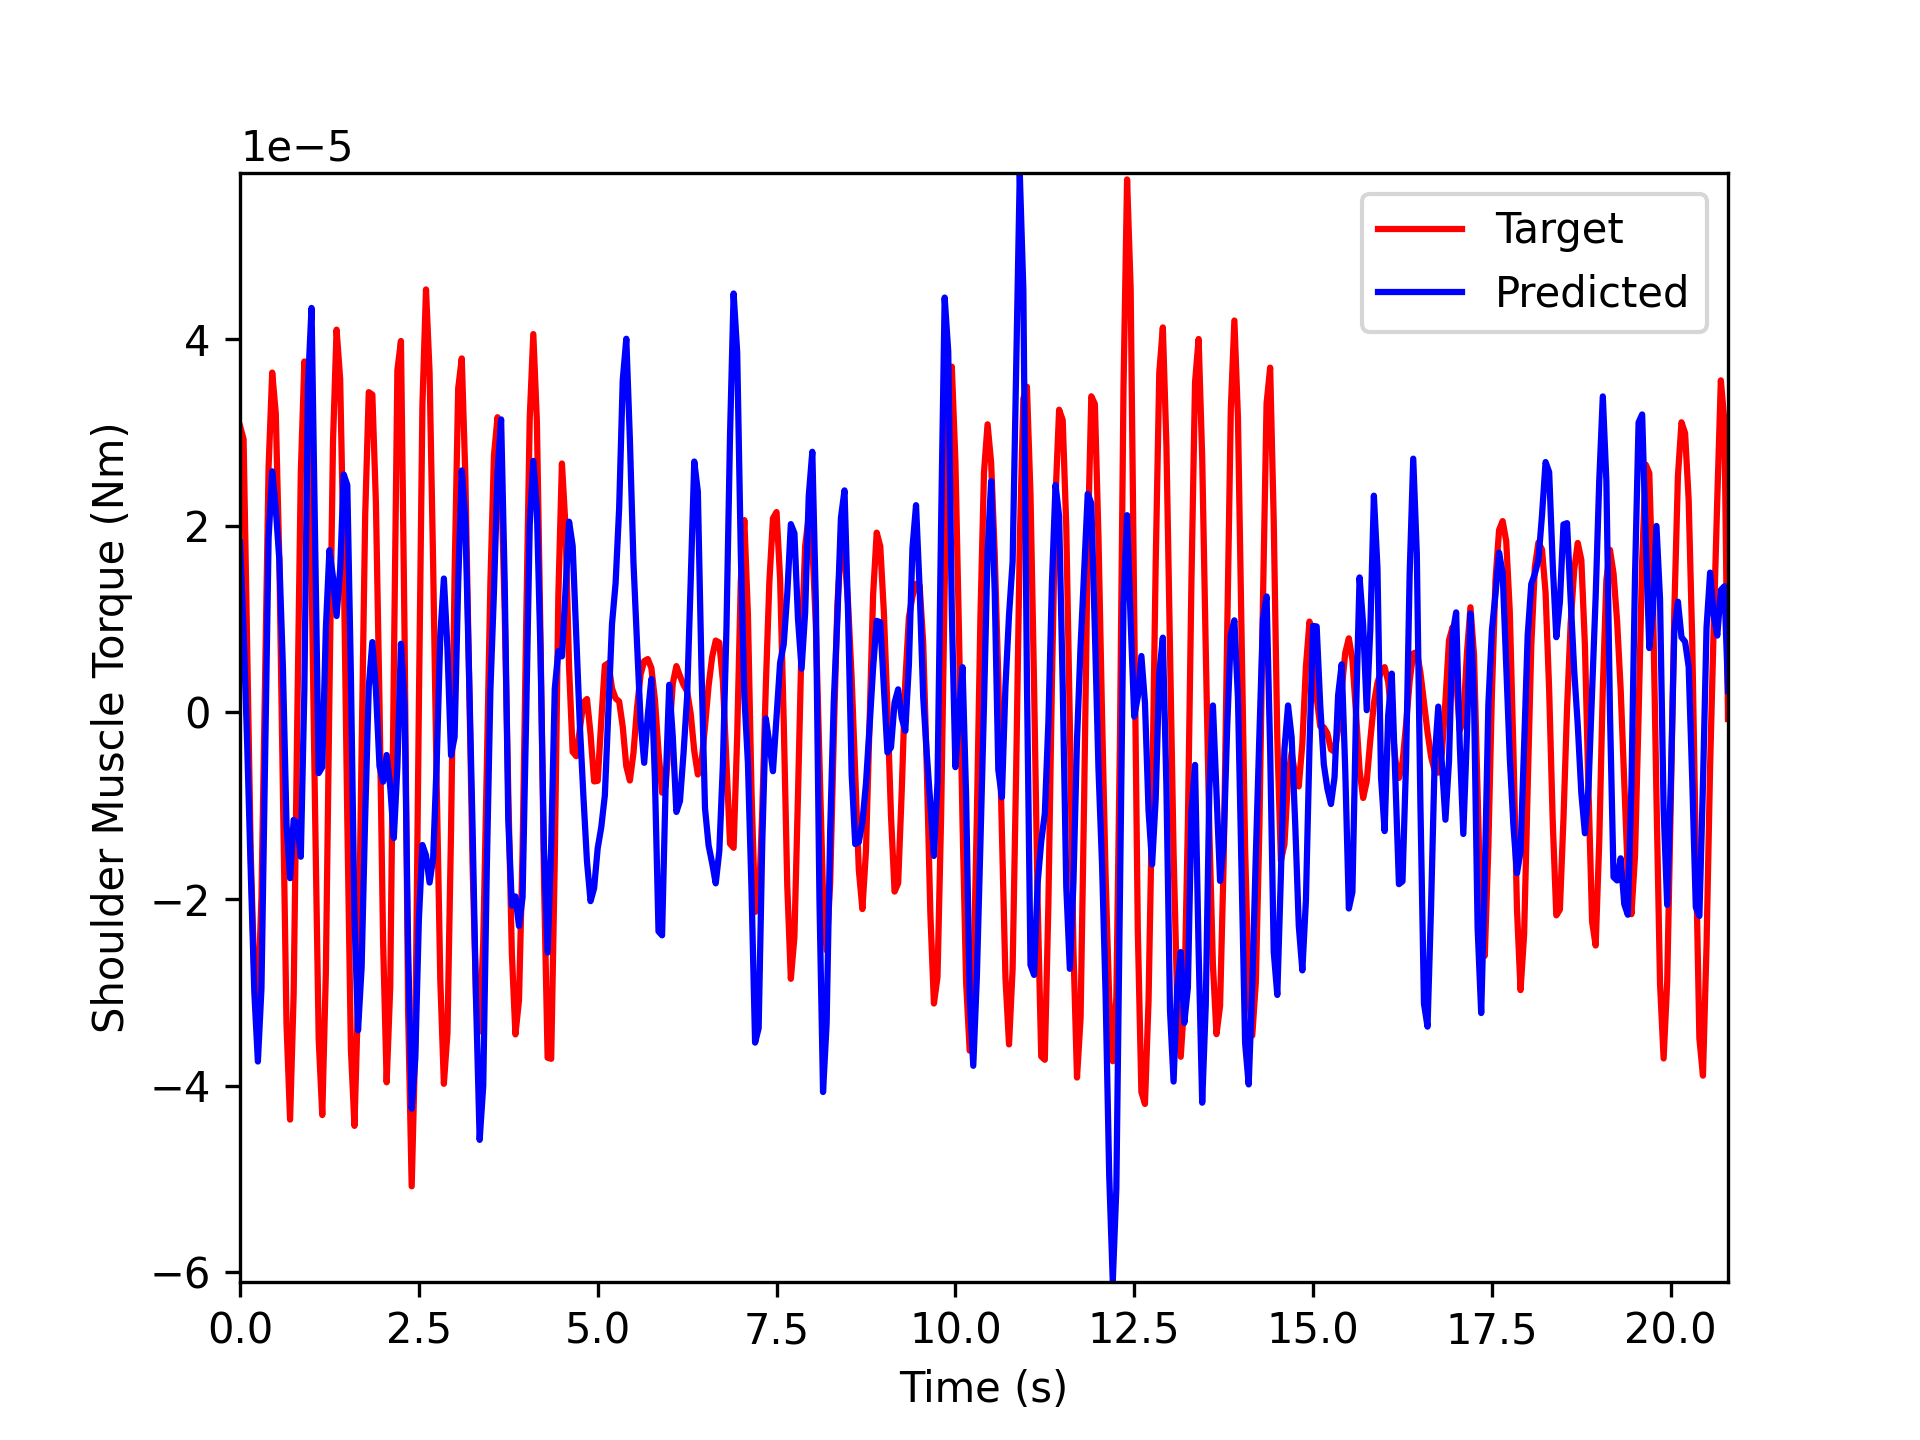 1e−5
Target
Predicted
4
2
0
−2
−4
−6
Shoulder Muscle Torque (Nm)
0.0 2.5 5.0 7.5 10.0 12.5 15.0 17.5 20.0
Time (s)